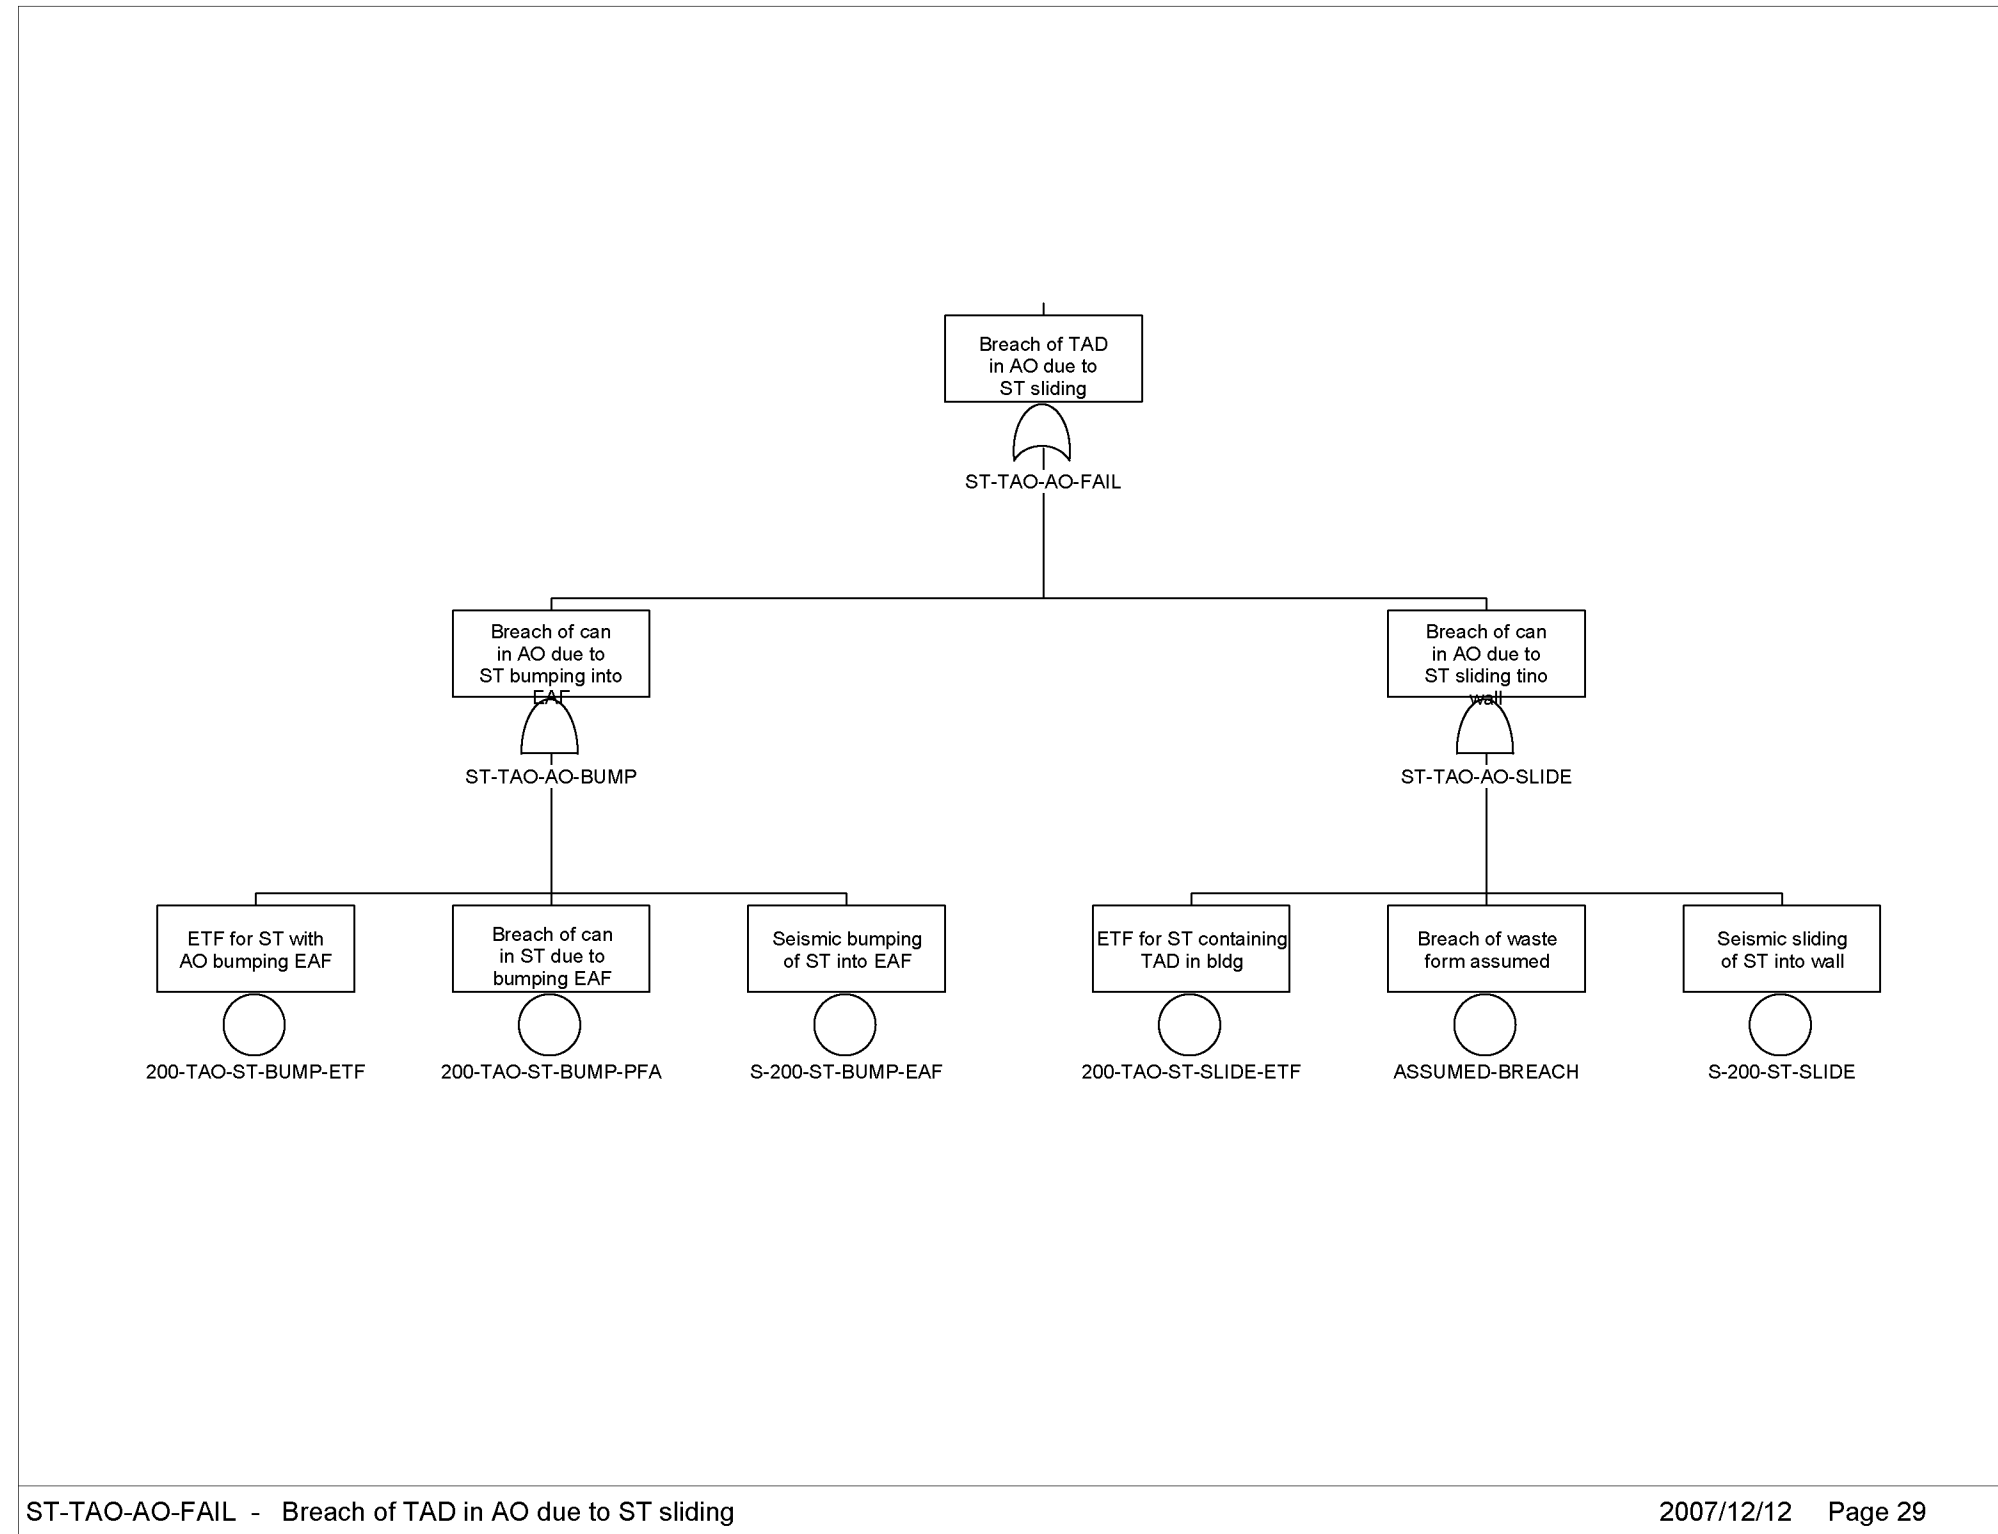 Breach of TAD
in AO due to
ST sliding
ST-TAO-AO-FAIL
Breach of can
in AO due to
ST bumping into
EAF
ST-TAO-AO-BUMP
Breach of can
in AO due to
ST sliding tino
wall
ST-TAO-AO-SLIDE
ETF for ST with
AO bumping EAF
200-TAO-ST-BUMP-ETF
Breach of can
in ST due to
bumping EAF
200-TAO-ST-BUMP-PFA
Seismic bumping
of ST into EAF
S-200-ST-BUMP-EAF
ETF for ST containing
TAD in bldg
200-TAO-ST-SLIDE-ETF
Breach of waste
form assumed
ASSUMED-BREACH
Seismic sliding
of ST into wall
S-200-ST-SLIDE
ST-TAO-AO-FAIL - Breach of TAD in AO due to ST sliding
2007/12/12 Page 29